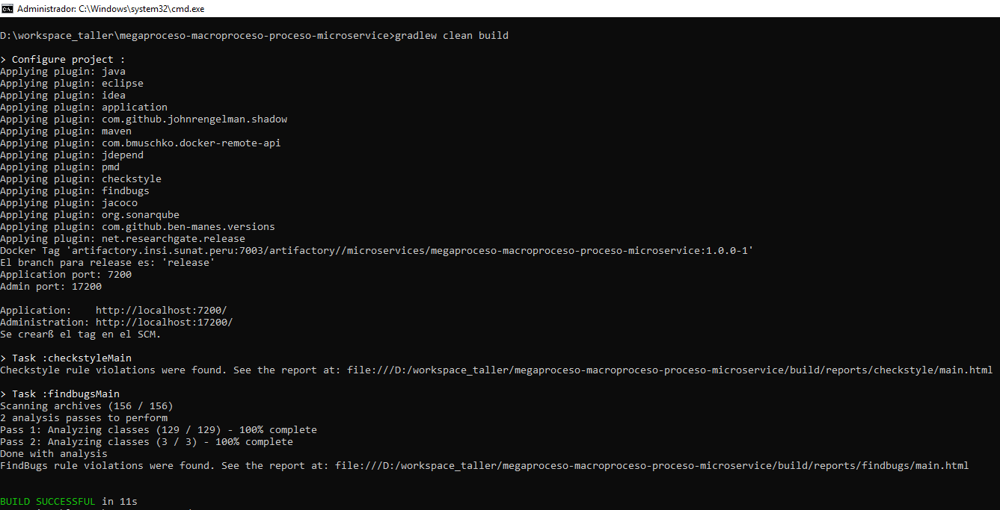 Administrador: C:\Windows\system32\cmd.exe
D:\workspace_taller\megaproceso-macroproceso-proceso-microservice>gradlew clean build
> Configure project :
Applying plugin: java
Applying plugin: eclipse
Applying plugin: idea
Applying plugin: application
Applying plugin: com.github.johnrengelman.shadow
Applying plugin: maven
Applying plugin: com.bmuschko.docker-remote-api
Applying plugin: jdepend
Applying plugin: pmd
Applying plugin: checkstyle
Applying plugin: findbugs
Applying plugin: jacoco
Applying plugin: org.sonarqube
Applying plugin: com.github.ben-manes.versions
Applying plugin: net.researchgate.release
Docker Tag 'artifactory.insi.sunat.peru:7003/artifactory//microservices/megaproceso-macroproceso-proceso-microservice:1.0.0-1'
El branch para release es: 'release'
Application port: 7200
Admin port: 17200
Application:    http://localhost:7200/
Administration: http://localhost:17200/
Se crearß el tag en el SCM.
> Task :checkstyleMain
Checkstyle rule violations were found. See the report at: file:///D:/workspace_taller/megaproceso-macroproceso-proceso-microservice/build/reports/checkstyle/main.html
> Task :findbugsMain
Scanning archives (156 / 156)
2 analysis passes to perform
Pass 1: Analyzing classes (129 / 129) - 100% complete
Pass 2: Analyzing classes (3 / 3) - 100% complete
Done with analysis
FindBugs rule violations were found. See the report at: file:///D:/workspace_taller/megaproceso-macroproceso-proceso-microservice/build/reports/findbugs/main.html
BUILD SUCCESSFUL in 11s